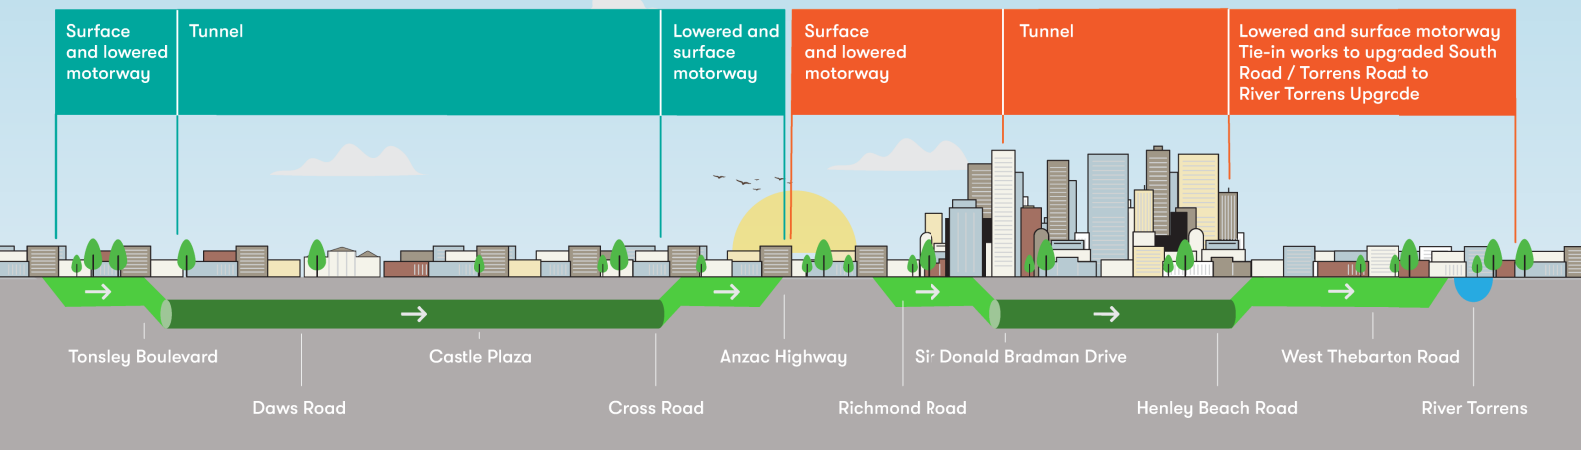 Surface
and lowered
motorway
Tunnel
Lowered and
surface
motorway
Surface
and lowered
motorway
Tunnel
Lowered and surface motorway
Tie-in works to upgraded South
Road / Torrens Road to
River Torrens Upgrade
Tonsley Boulevard
Castle Plaza
Anzac Highway
Sir Donald Bradman Drive
West Thebarton Road
Daws Road
Cross Road
Richmond Road
Henley Beach Road
River Torrens